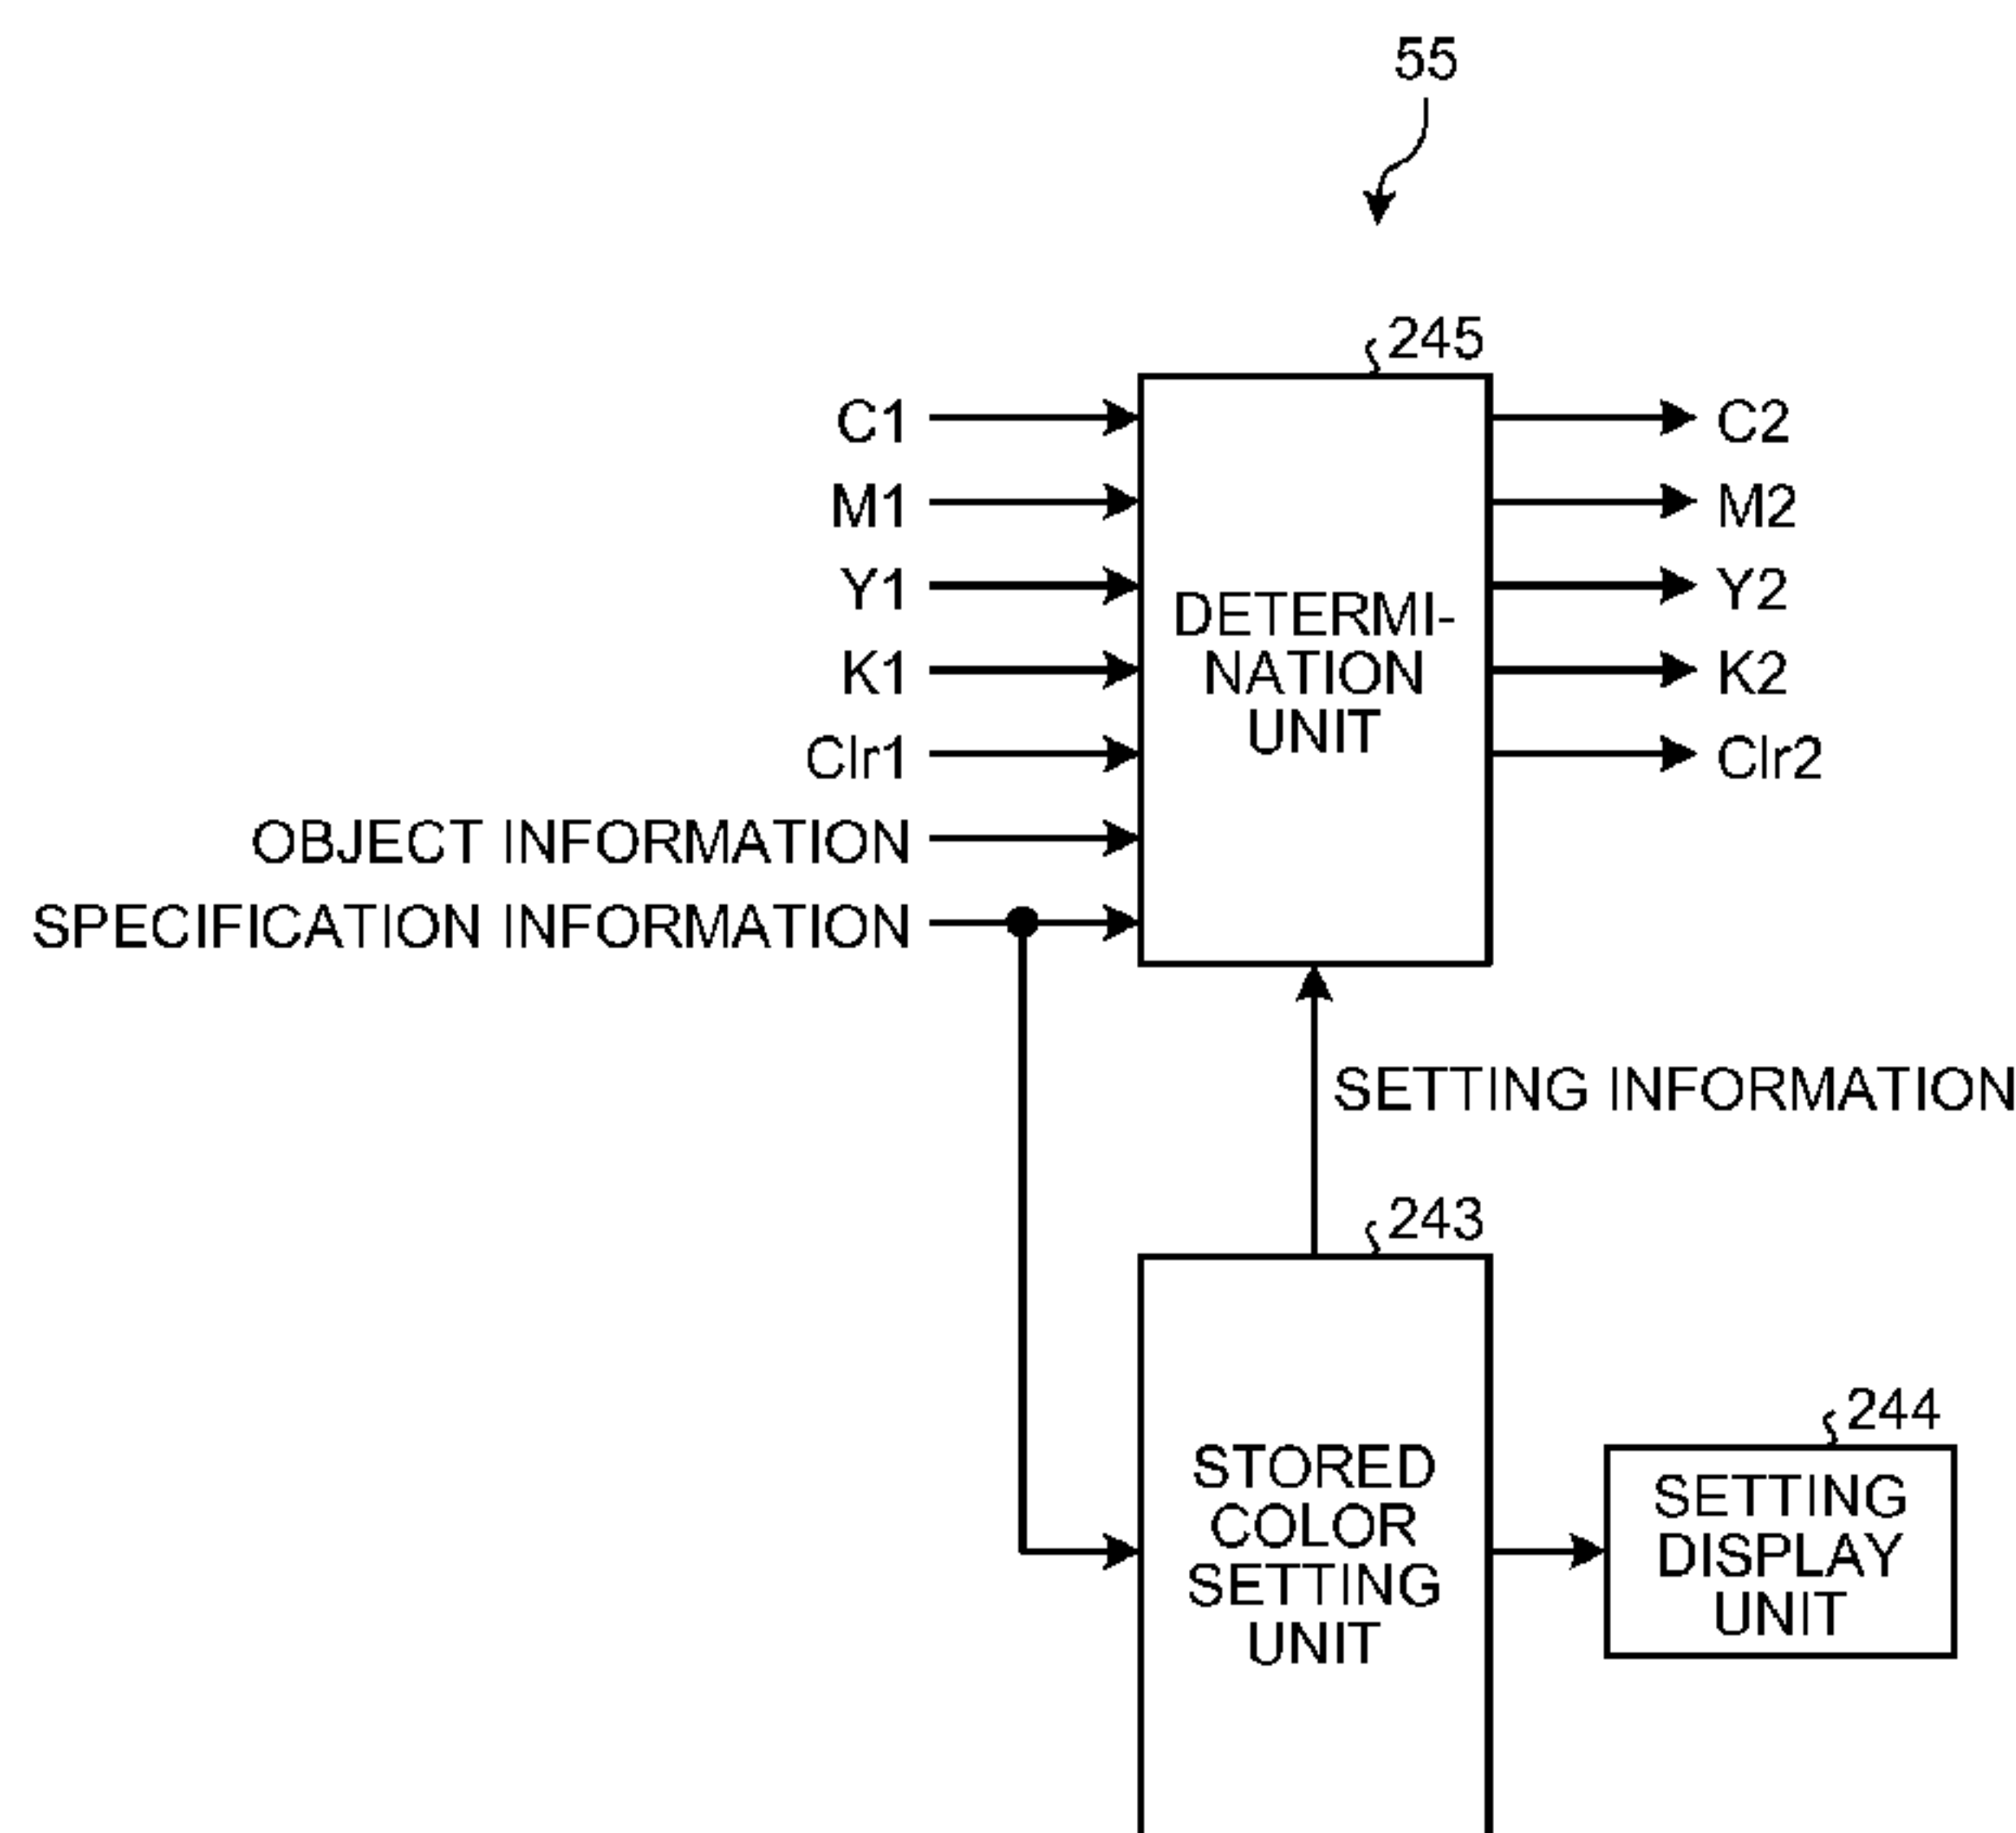 55
245
C1
C2
M1
M2
Y1
Y2
DETERMI-
NATION
UNIT
K1
K2
Clr1
Clr2
OBJECT INFORMATION
SPECIFICATION INFORMATION
SETTING INFORMATION
243
STORED
COLOR
SETTING
UNIT
244
SETTING
DISPLAY
UNIT